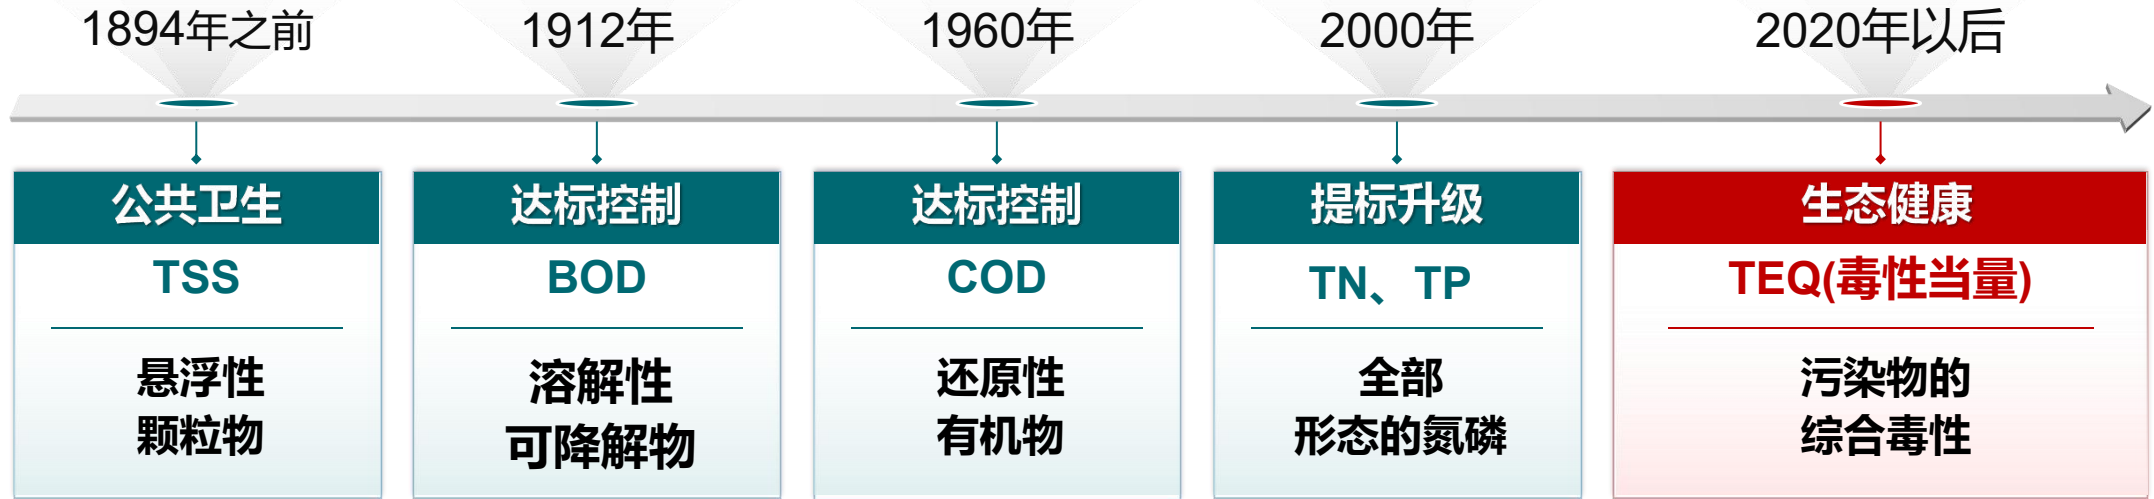 1894年之前
1912年
1960年
2000年
2020年以后
公共卫生
TSS
悬浮性
颗粒物
达标控制
BOD
溶解性
可降解物
达标控制
COD
还原性
有机物
提标升级
TN、TP
全部
形态的氮磷
生态健康
TEQ(毒性当量)
污染物的
综合毒性